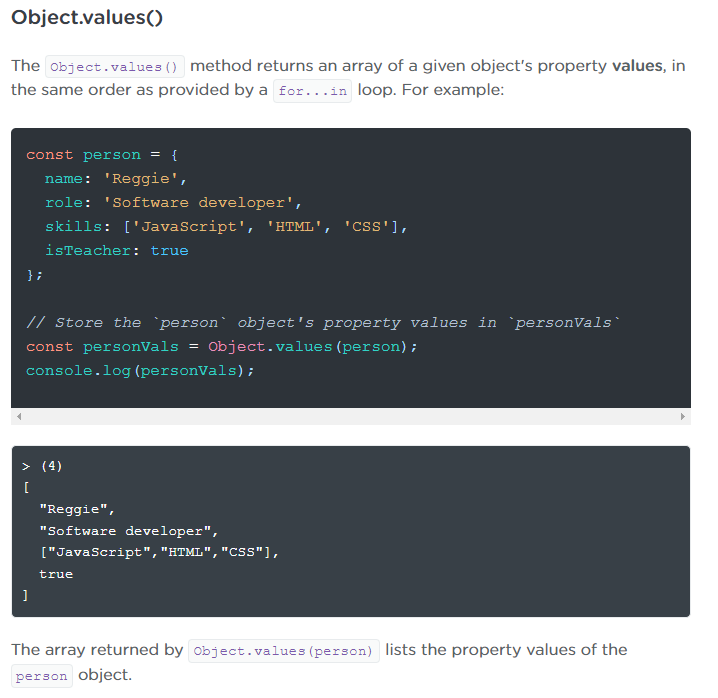 Object.values()
The Object.values() method returns an array of a given object's property values, in
the same order as provided by a for...in loop. For example:
const person = {
  name: 'Reggie',
  role: 'Software developer',
  skills: ['JavaScript', 'HTML', 'CSS'],
  isTeacher: true
};
// Store the `person` object's property values in `personVals`
const personVals = Object.values(person);
console.log(personVals);
> (4)
[
  "Reggie",
  "Software developer",
  ["JavaScript","HTML","CSS"],
  true
]
The array returned by Object.values(person) lists the property values of the
person object.